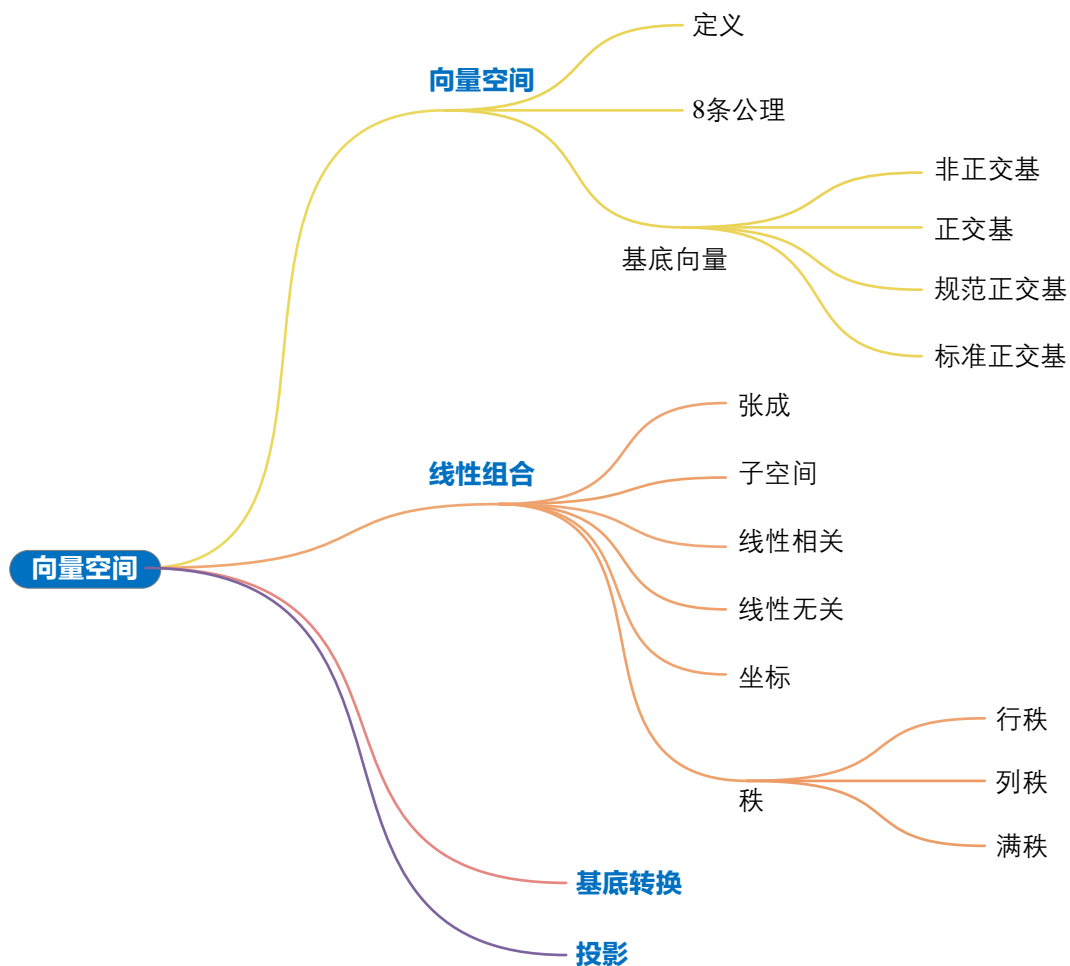 定义
向量空间
8条公理
非正交基
正交基
基底向量
规范正交基
标准正交基
张成
线性组合
子空间
线性相关
向量空间
线性无关
坐标
行秩
列秩
秩
满秩
基底转换
投影